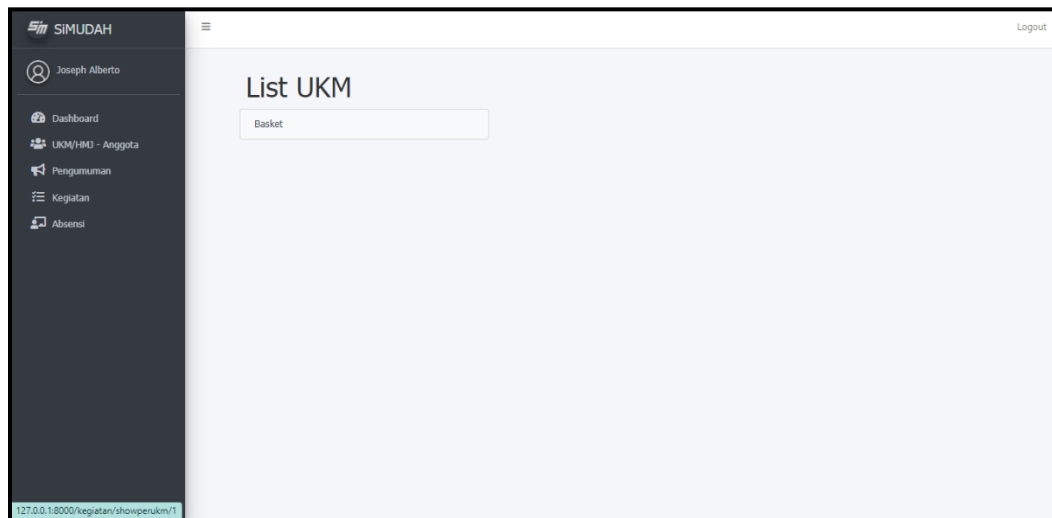 Sm SiMUDAH
Logout
Joseph Alberto
List UKM
Basket
Dashboard
UKM/HMJ - Anggota
Pengumuman
Kegiatan
Absensi
127.0.0.1:8000/kegiatan/showperukm/1